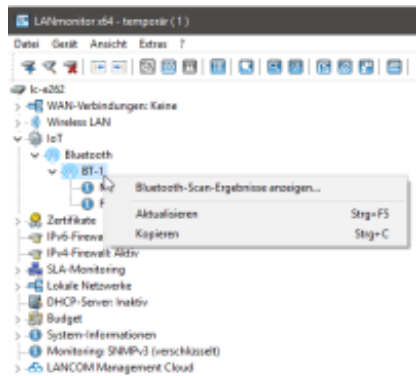 LANmonitor x64 - temporär ( 1 )
Datei Gerät Ansicht Extras ?
lc-e262
WAN-Verbindungen: Keine
Wireless LAN
IoT
Bluetooth
BT-1
Bluetooth-Scan-Ergebnisse anzeigen...
Aktualisieren Strg+F5
Kopieren Strg+C
Zertifikate
IPv6-Firewa
IPv4-Firewall: Aktiv
SLA-Monitoring
Lokale Netzwerke
DHCP-Server: Inaktiv
Budget
System-Informationen
Monitoring: SNMPv3 (verschlüsselt)
LANCOM Management Cloud